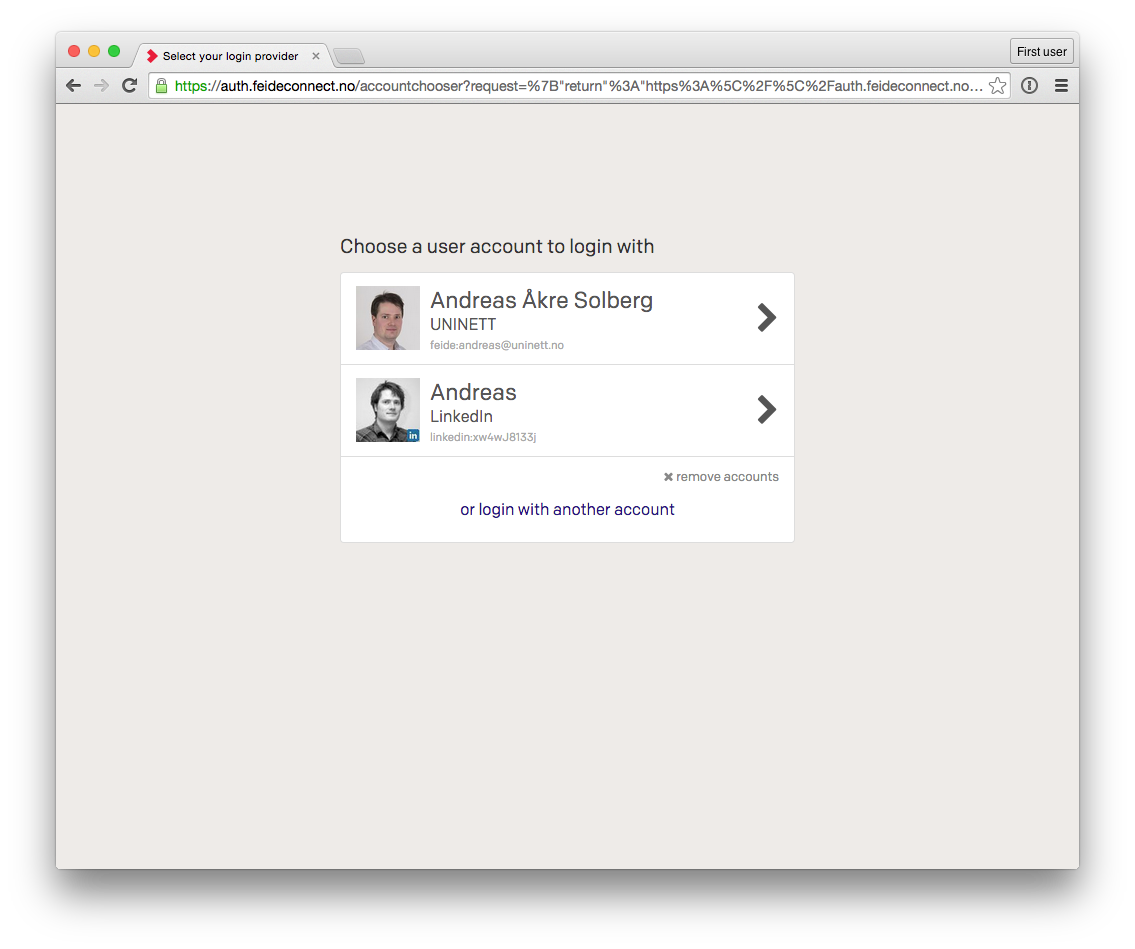 Select your login provider
First user
https://auth.feideconnect.no/accountchooser?request=%7B"return"%3A"https%3A%5C%2F%5C%2Fauth.feideconnect.no...
Choose a user account to login with
Andreas Åkre Solberg
UNINETT
feide:andreas@uninett.no
Andreas
LinkedIn
in
linkedin:xw4wJ8133j
✖ remove accounts
or login with another account